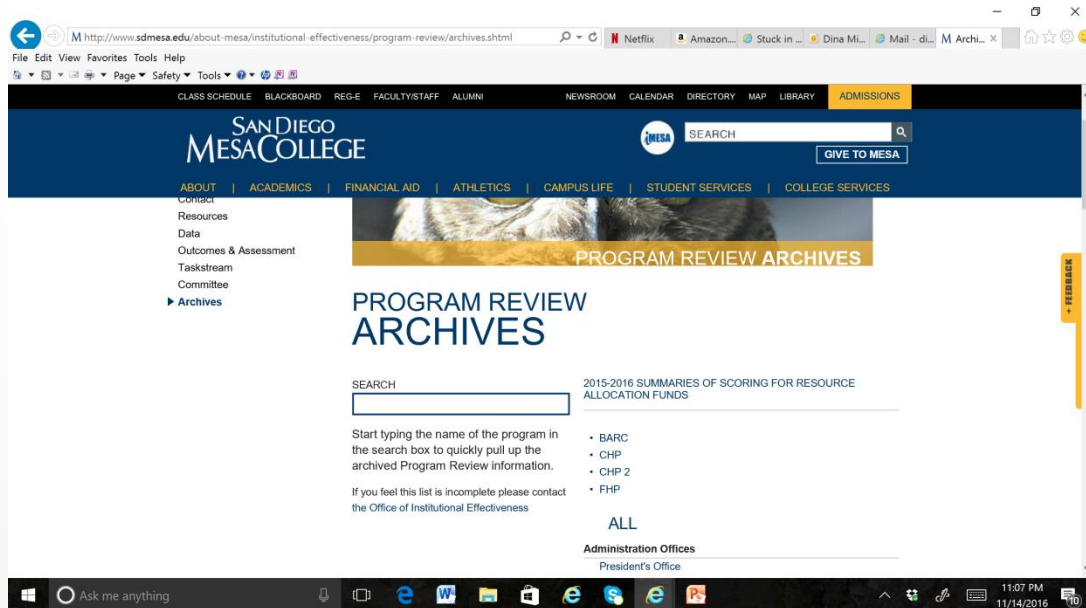 http://www.sdmesa.edu/about-mesa/institutional-effectiveness/program-review/archives.shtml
Netflix
Amazon....
Stuck in ...
Dina Mi...
Mail - di...
Archi...
File Edit View Favorites Tools Help
Page Safety Tools
CLASS SCHEDULE BLACKBOARD REG-E FACULTY/STAFF ALUMNI NEWSROOM CALENDAR DIRECTORY MAP LIBRARY ADMISSIONS
SAN DIEGO
MESA COLLEGE
iMESA
SEARCH
GIVE TO MESA
ABOUT | ACADEMICS | FINANCIAL AID | ATHLETICS | CAMPUS LIFE | STUDENT SERVICES | COLLEGE SERVICES
Contact
Resources
Data
Outcomes & Assessment
Taskstream
Committee
Archives
PROGRAM REVIEW ARCHIVES
+ FEEDBACK
PROGRAM REVIEW
ARCHIVES
SEARCH
Start typing the name of the program in
the search box to quickly pull up the
archived Program Review information.
If you feel this list is incomplete please contact
the Office of Institutional Effectiveness
2015-2016 SUMMARIES OF SCORING FOR RESOURCE
ALLOCATION FUNDS
• BARC
• CHP
• CHP 2
• FHP
ALL
Administration Offices
President's Office
Ask me anything
11:07 PM
11/14/2016
10